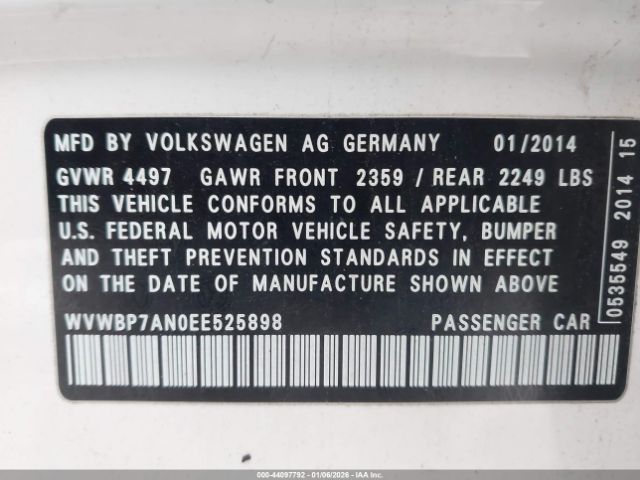 MFD BY VOLKSWAGEN AG GERMANY 01/2014
GVWR 4497 GAWR FRONT 2359 / REAR 2249 LBS
THIS VEHICLE CONFORMS TO ALL APPLICABLE
U.S. FEDERAL MOTOR VEHICLE SAFETY, BUMPER
AND THEFT PREVENTION STANDARDS IN EFFECT
ON THE DATE OF MANUFACTURE SHOWN ABOVE
WVWBP7AN0EE525898 PASSENGER CAR
0535549 2014 15
000-44097792 - 01/06/2026 - © IAA, Inc.